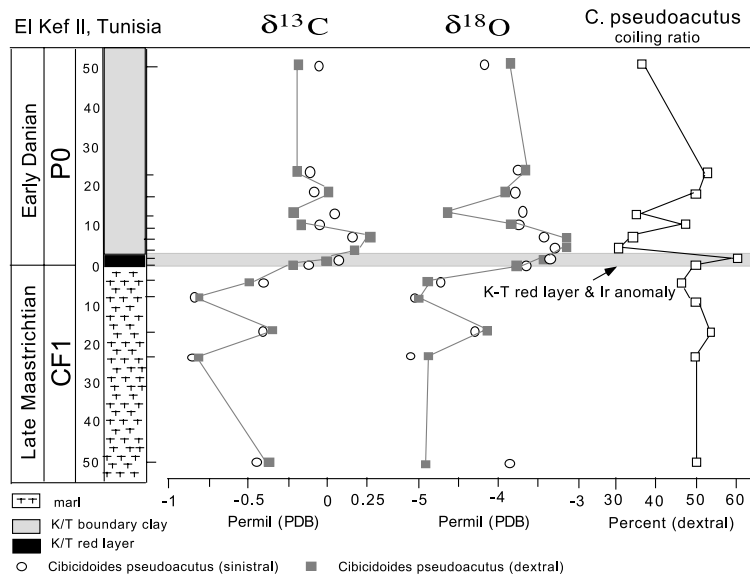 El Kef II, Tunisia
δ13C
δ18O
C. pseudoacutus
coiling ratio
Early Danian
P0
Late Maastrichtian
CF1
50
40
30
20
10
0
10
20
30
40
50
K-T red layer & Ir anomaly
-1 -0.5 0 0.25
Permil (PDB)
-5 -4 -3
Permil (PDB)
30 40 50 60
Percent (dextral)
marl
K/T boundary clay
K/T red layer
Cibicidoides pseudoacutus (sinistral)
Cibicidoides pseudoacutus (dextral)